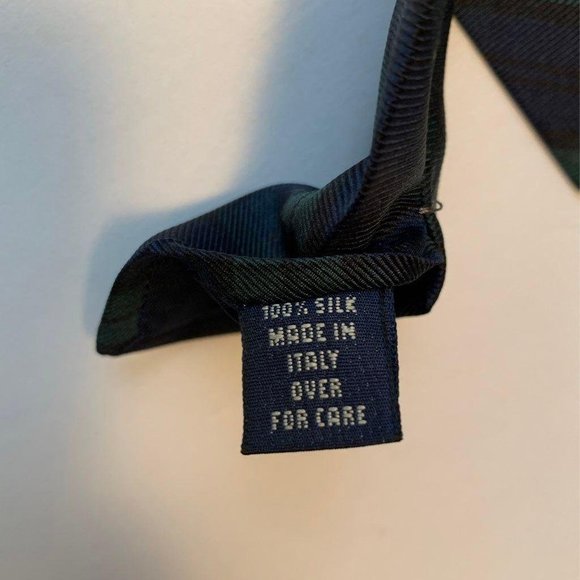 100% SILK
MADE IN
ITALY
OVER
FOR CARE